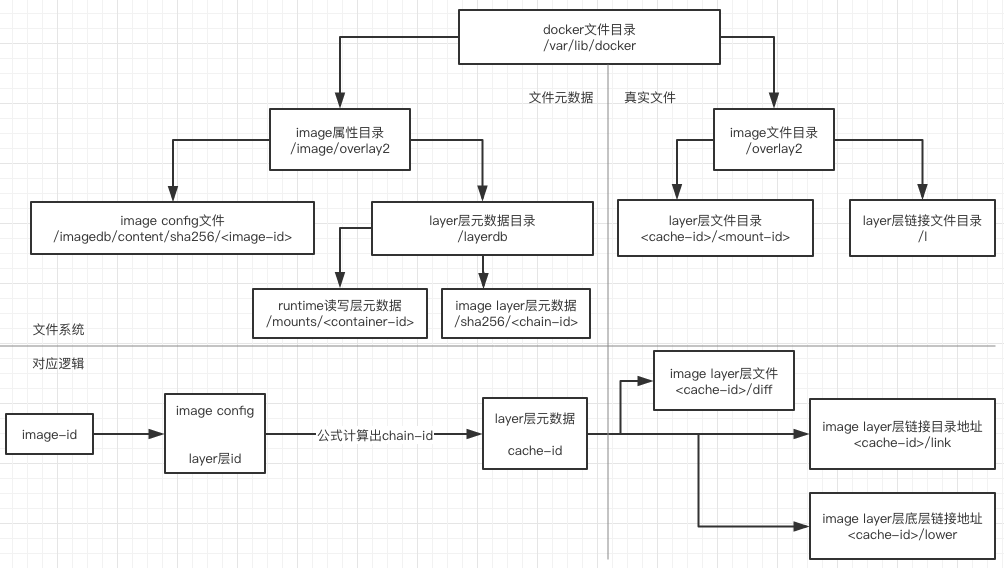 docker文件目录
/var/lib/docker
文件元数据
真实文件
image属性目录
/image/overlay2
image文件目录
/overlay2
image config文件
/imagedb/content/sha256/<image-id>
layer层元数据目录
/layerdb
layer层文件目录
<cache-id>/<mount-id>
layer层链接文件目录
/l
runtime读写层元数据
/mounts/<container-id>
image layer层元数据
/sha256/<chain-id>
文件系统
对应逻辑
image-id
image config
layer层id
公式计算出chain-id
layer层元数据
cache-id
image layer层文件
<cache-id>/diff
image layer层链接目录地址
<cache-id>/link
image layer层底层链接地址
<cache-id>/lower